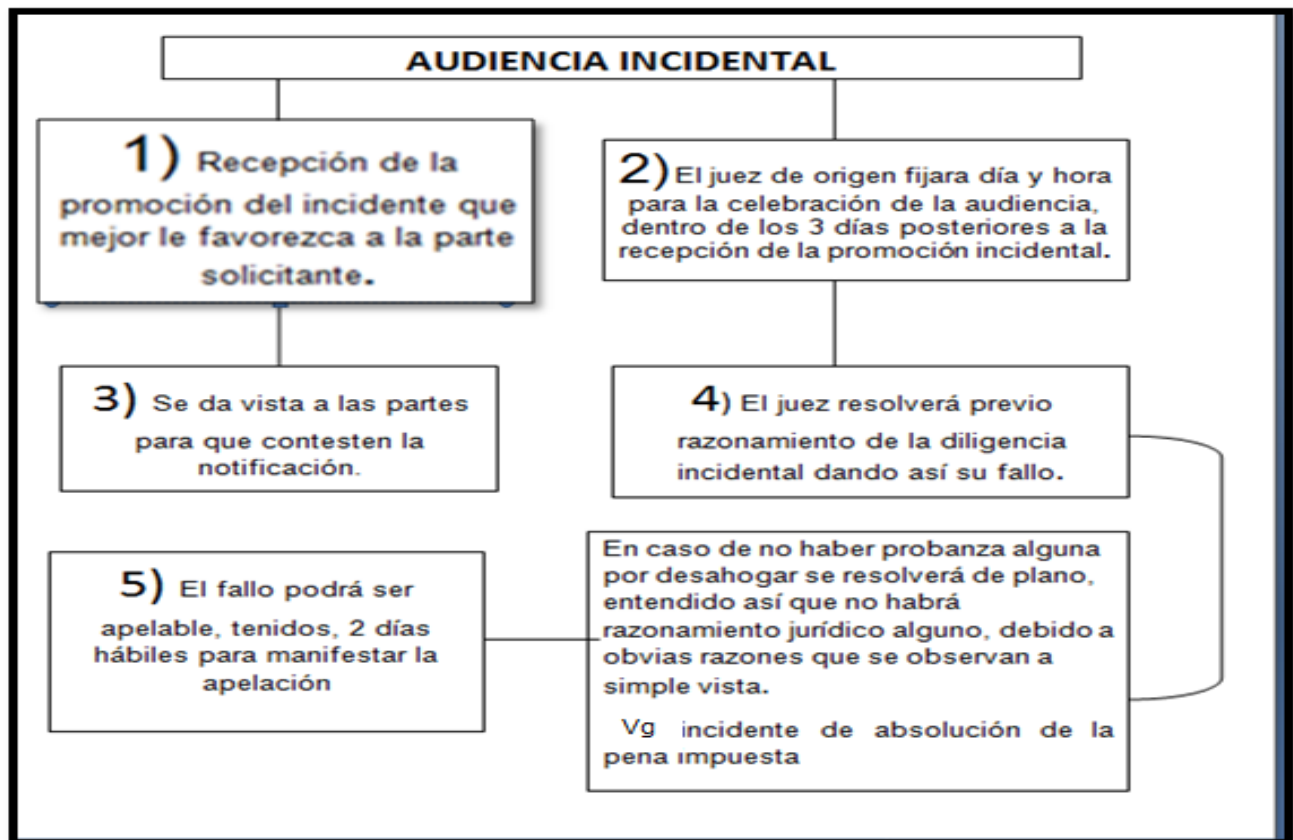 AUDIENCIA INCIDENTAL
1) Recepción de la
promoción del incidente que
mejor le favorezca a la parte
solicitante.
2) El juez de origen fijara día y hora
para la celebración de la audiencia,
dentro de los 3 días posteriores a la
recepción de la promoción incidental.
3) Se da vista a las partes
para que contesten la
notificación.
4) El juez resolverá previo
razonamiento de la diligencia
incidental dando así su fallo.
5) El fallo podrá ser
apelable, tenidos, 2 días
hábiles para manifestar la
apelación
En caso de no haber probanza alguna
por desahogar se resolverá de plano,
entendido así que no habrá
razonamiento jurídico alguno, debido a
obvias razones que se observan a
simple vista.
Vg incidente de absolución de la
pena impuesta